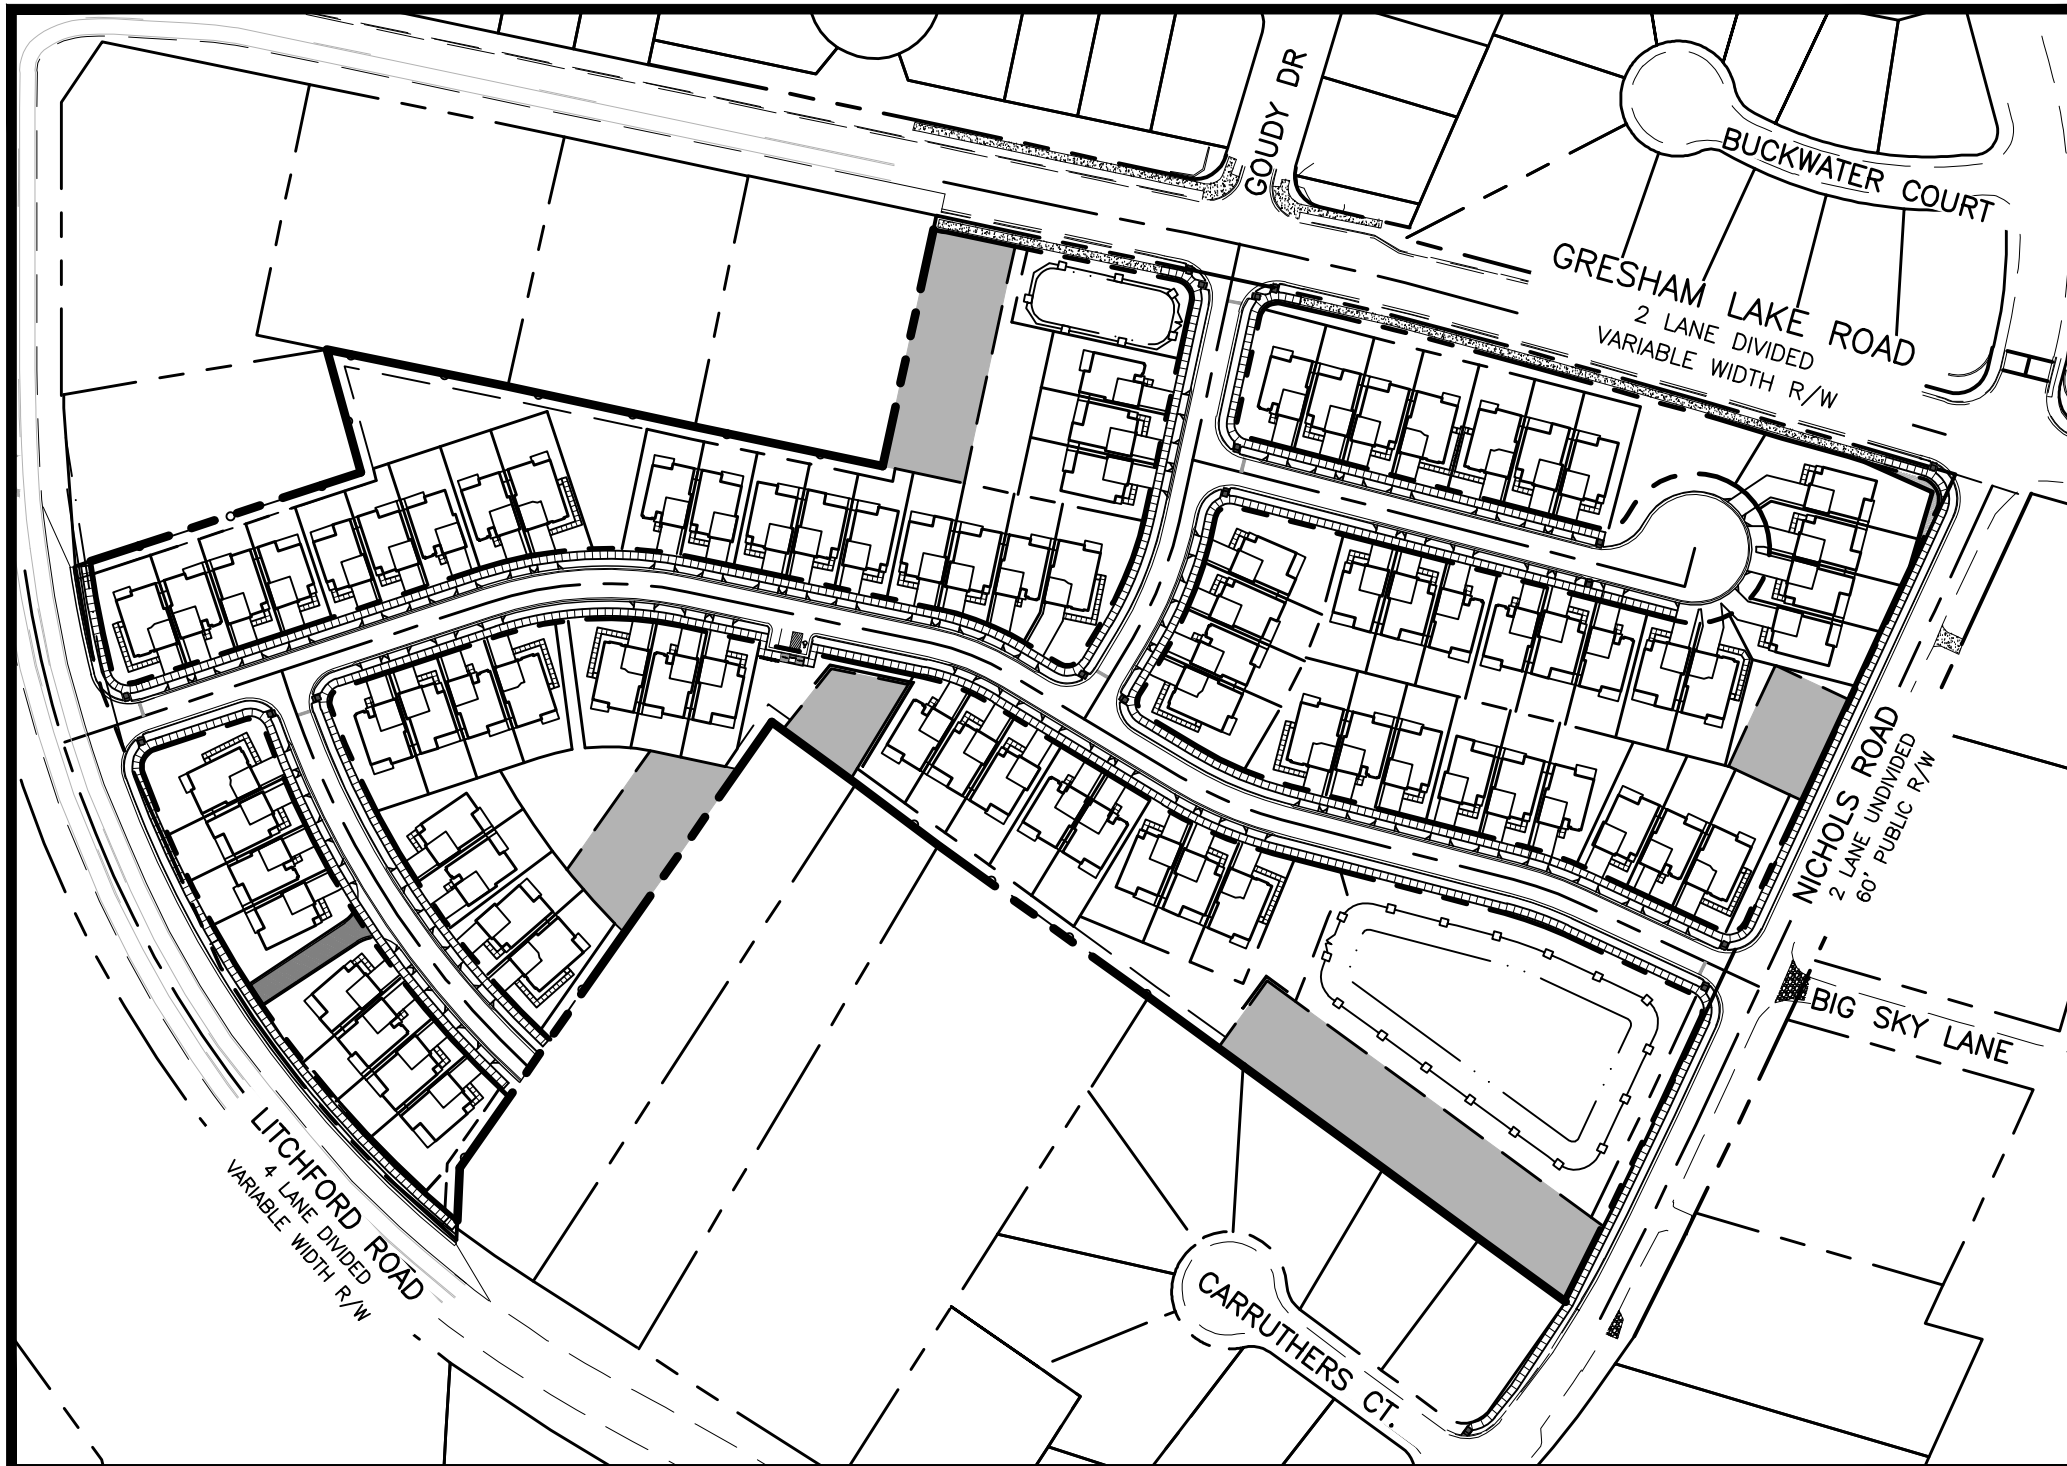 GOUDY DR
BUCKWATER COURT
GRESHAM LAKE ROAD
2 LANE DIVIDED
VARIABLE WIDTH R/W
NICHOLS ROAD
2 LANE UNDIVIDED
60' PUBLIC R/W
BIG SKY LANE
LITCHFORD ROAD
4 LANE DIVIDED
VARIABLE WIDTH R/W
CARRUTHERS CT.